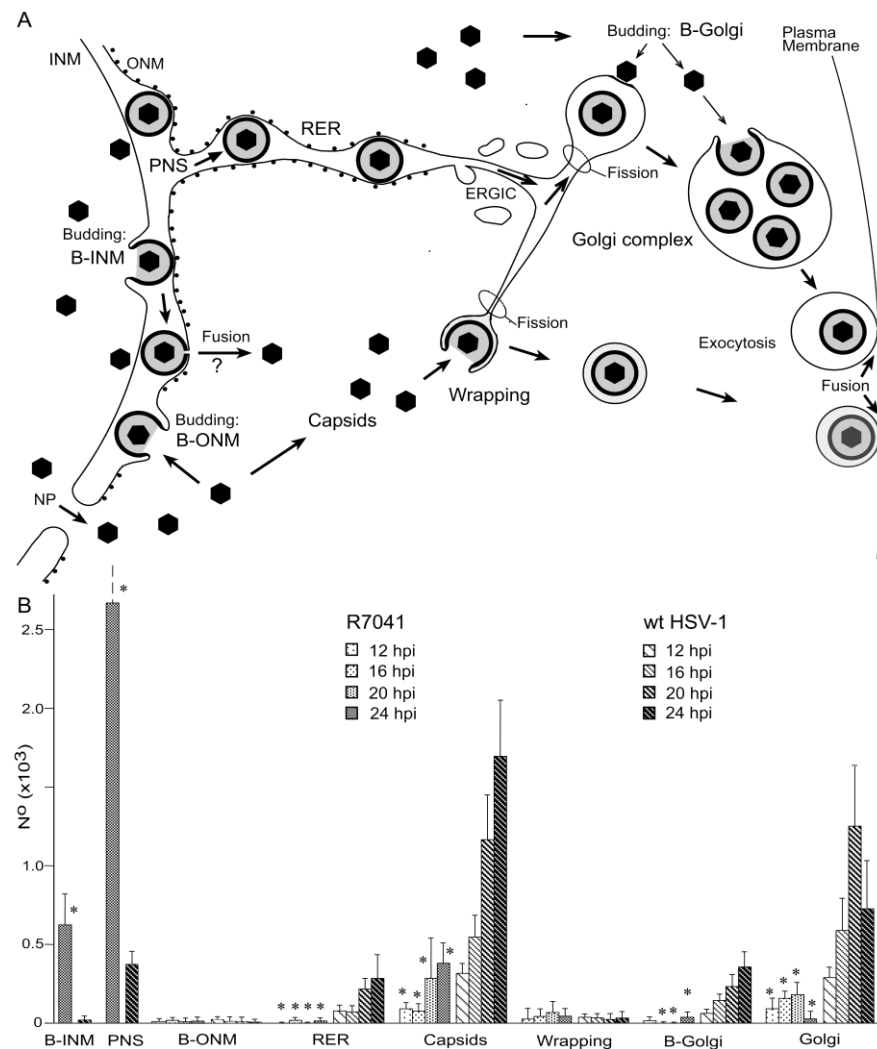 A
INM
ONM
PNS
RER
Budding: B-Golgi
Plasma
Membrane
Fission
ERGIC
Golgi complex
Budding:
B-INM
Fusion
?
Fission
Wrapping
Exocytosis
Fusion
Budding:
B-ONM
Capsids
NP
B
R7041
12 hpi
16 hpi
20 hpi
24 hpi
wt HSV-1
12 hpi
16 hpi
20 hpi
24 hpi
Nº (x10³)
2.5
2.0
1.0
0.5
0
*
*
* * * *
* * * *
* * *
* * * *
B-INM PNS B-ONM RER Capsids Wrapping B-Golgi Golgi